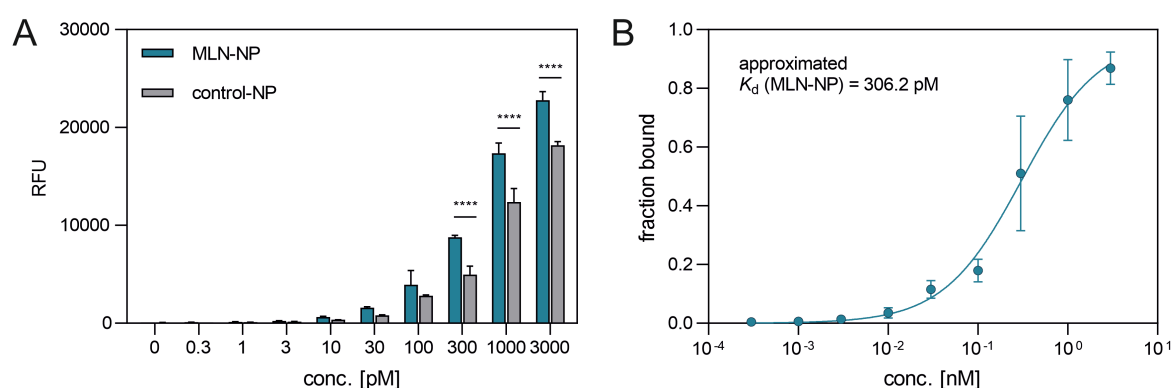 A
30000
20000
10000
0
RFU
MLN-NP
control-NP
****
****
****
0 0.3 1 3 10 30 100 300 1000 3000
conc. [pM]
B
1.0
0.8
0.6
0.4
0.2
0.0
fraction bound
approximated
Kd (MLN-NP) = 306.2 pM
10-4 10-3 10-2 10-1 100 101
conc. [nM]